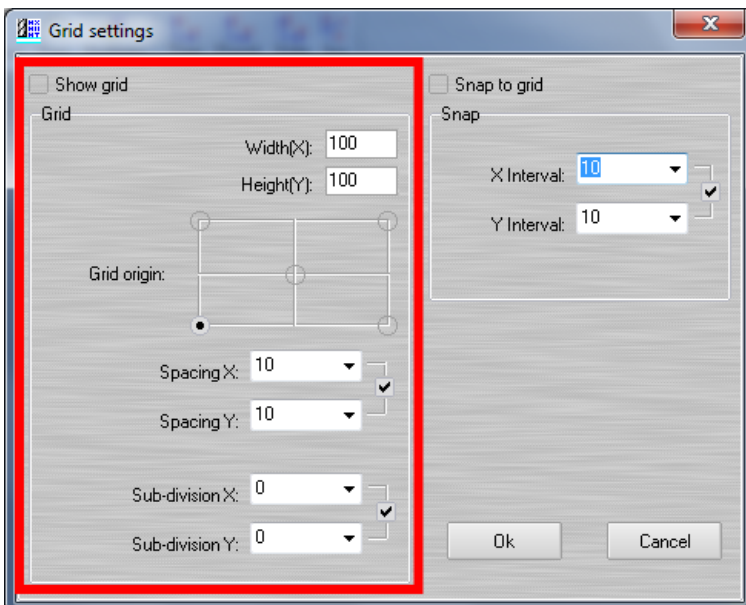 Grid settings
Show grid
Grid
Width(X): 100
Height(Y): 100
Grid origin:
Spacing X: 10
Spacing Y: 10
Sub-division X: 0
Sub-division Y: 0
Snap to grid
Snap
X Interval: 10
Y Interval: 10
Ok
Cancel